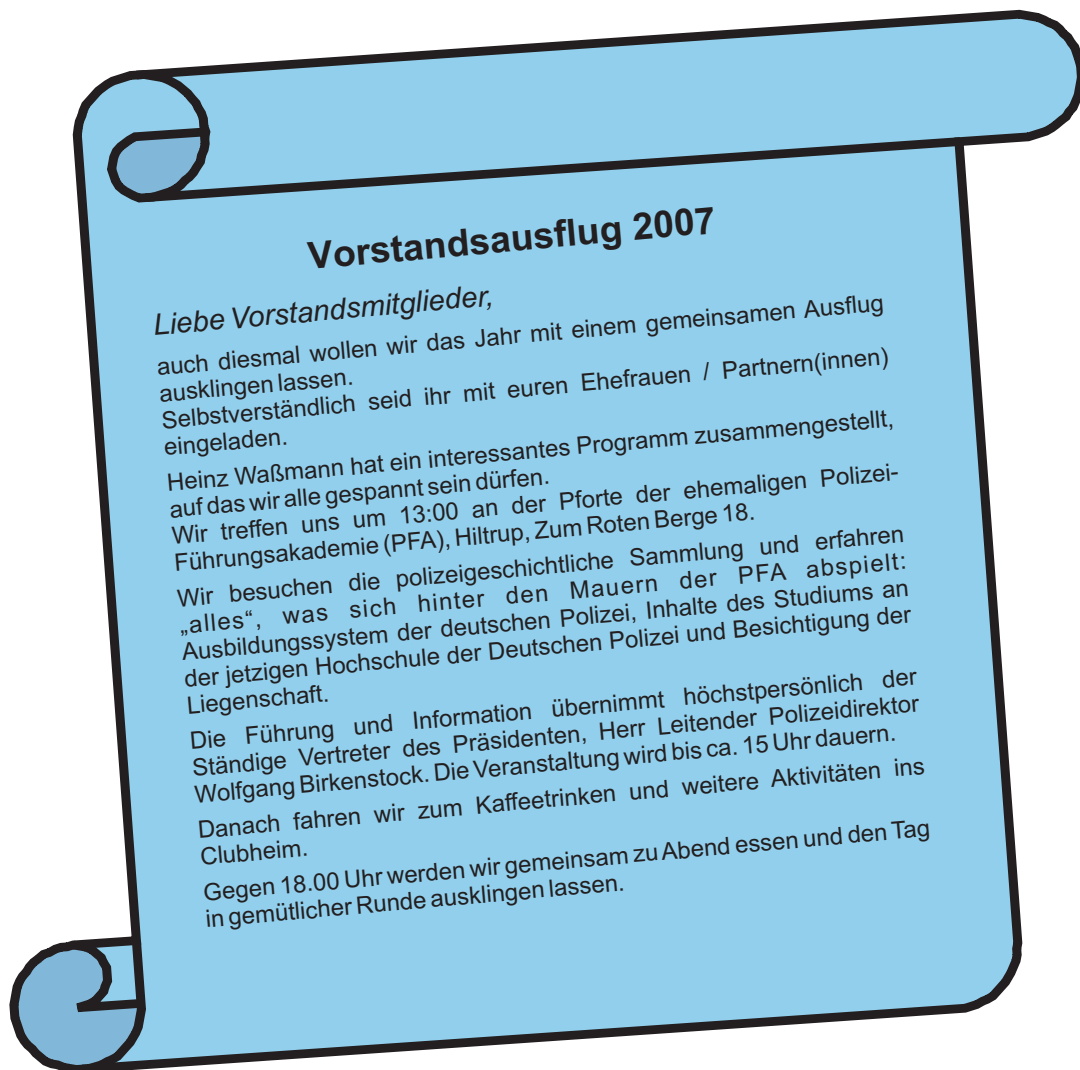 Vorstandsausflug 2007
Liebe Vorstandsmitglieder,
auch diesmal wollen wir das Jahr mit einem gemeinsamen Ausflug
ausklingen lassen.
Selbstverständlich seid ihr mit euren Ehefrauen / Partnern(innen)
eingeladen.
Heinz Waßmann hat ein interessantes Programm zusammengestellt,
auf das wir alle gespannt sein dürfen.
Wir treffen uns um 13:00 an der Pforte der ehemaligen Polizei-
Führungsakademie (PFA), Hiltrup, Zum Roten Berge 18.
Wir besuchen die polizeigeschichtliche Sammlung und erfahren
„alles“, was sich hinter den Mauern der PFA abspielt:
Ausbildungssystem der deutschen Polizei, Inhalte des Studiums an
der jetzigen Hochschule der Deutschen Polizei und Besichtigung der
Liegenschaft.
Die Führung und Information übernimmt höchstpersönlich der
Ständige Vertreter des Präsidenten, Herr Leitender Polizeidirektor
Wolfgang Birkenstock. Die Veranstaltung wird bis ca. 15 Uhr dauern.
Danach fahren wir zum Kaffeetrinken und weitere Aktivitäten ins
Clubheim.
Gegen 18.00 Uhr werden wir gemeinsam zu Abend essen und den Tag
in gemütlicher Runde ausklingen lassen.